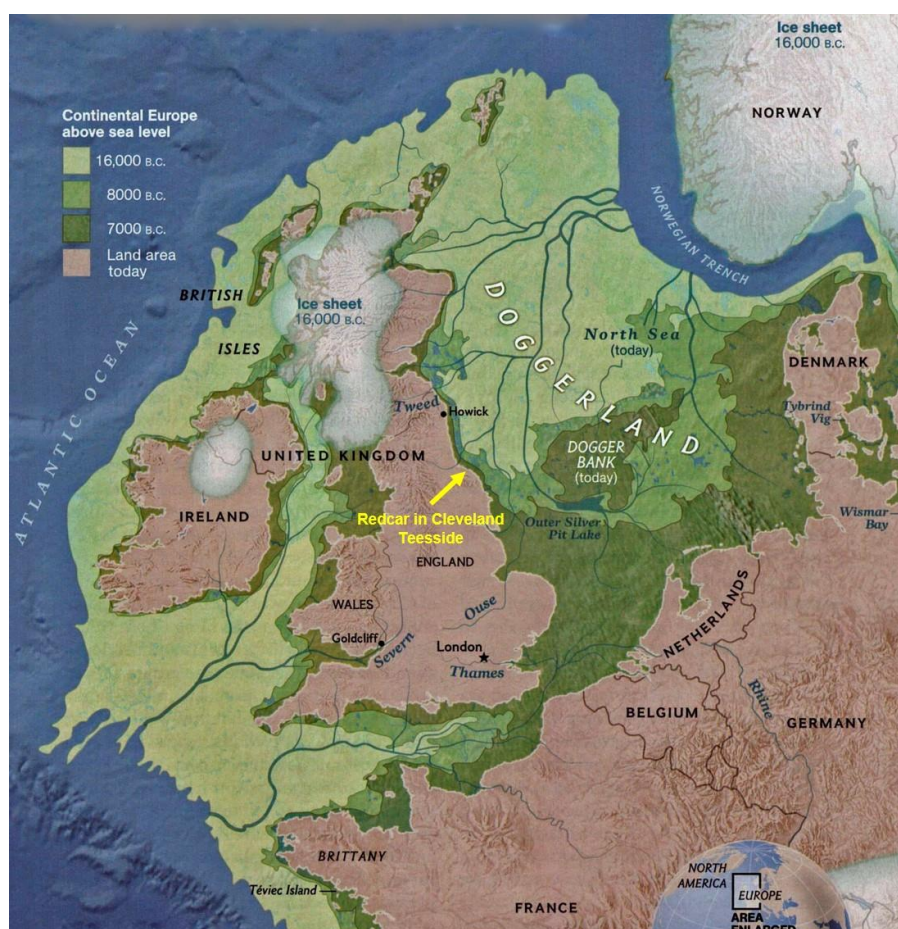 Ice sheet
16,000 B.C.
NORWAY
Continental Europe
above sea level
16,000 B.C.
8000 B.C.
7000 B.C.
Land area
today
NORWEGIAN TRENCH
BRITISH
ISLES
Ice sheet
16,000 B.C.
DOGGERLAND
North Sea
(today)
DENMARK
ATLANTIC OCEAN
Tweed
Howick
Tybrind
Vig
UNITED KINGDOM
DOGGER
BANK
(today)
IRELAND
Redcar in Cleveland
Teesside
Outer Silver
Pit Lake
Wismar
Bay
ENGLAND
NETHERLANDS
WALES
Ouse
Goldcliff
Severn
London
Thames
Rhine
BELGIUM
GERMANY
BRITTANY
Téviec Island
FRANCE
NORTH
AMERICA
EUROPE
AREA
ENLARGED